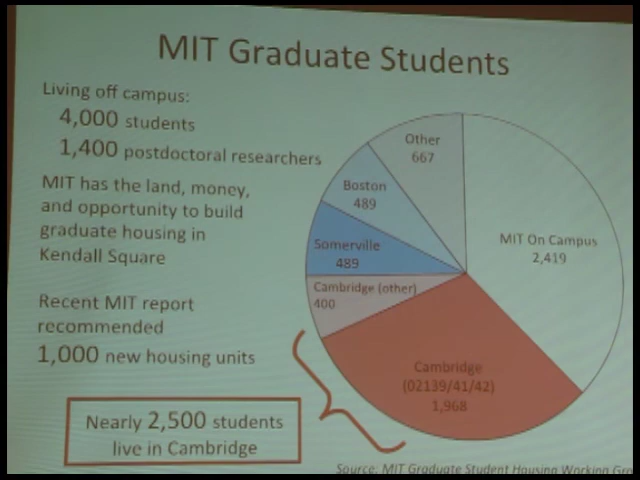 MIT Graduate Students
Living off campus:
4,000 students
1,400 postdoctoral researchers
MIT has the land, money,
and opportunity to build
graduate housing in
Kendall Square
Recent MIT report
recommended
1,000 new housing units
Nearly 2,500 students
live in Cambridge
Other
667
Boston
489
Somerville
489
Cambridge (other)
400
MIT On Campus
2,419
Cambridge
(02139/41/42)
1,968
Source: MIT Graduate Student Housing Working Gro